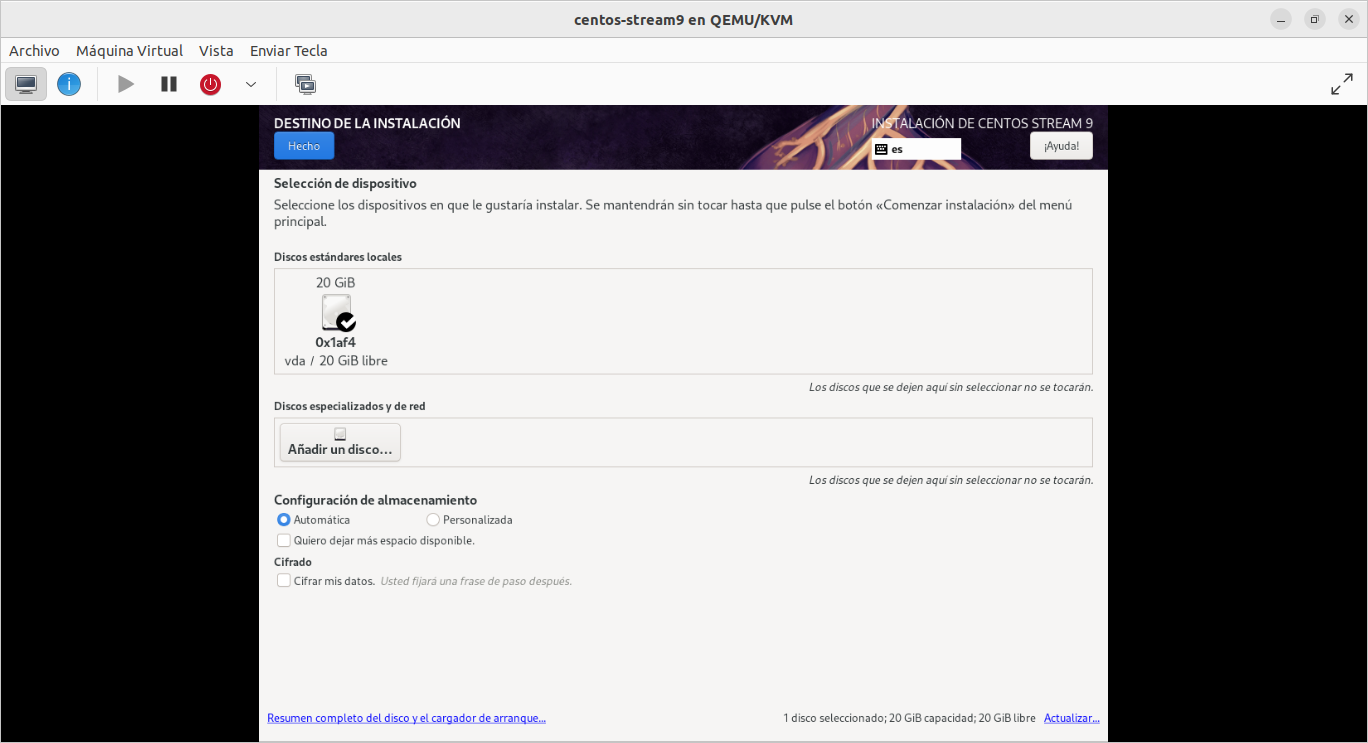 centos-stream9 en QEMU/KVM
Archivo Máquina Virtual Vista Enviar Tecla
DESTINO DE LA INSTALACIÓN
Hecho
INSTALACIÓN DE CENTOS STREAM 9
es
¡Ayuda!
Selección de dispositivo
Seleccione los dispositivos en que le gustaría instalar. Se mantendrán sin tocar hasta que pulse el botón «Comenzar instalación» del menú
principal.
Discos estándares locales
20 GiB
0x1af4
vda / 20 GiB libre
Los discos que se dejen aquí sin seleccionar no se tocarán.
Discos especializados y de red
Añadir un disco...
Los discos que se dejen aquí sin seleccionar no se tocarán.
Configuración de almacenamiento
Automática Personalizada
Quiero dejar más espacio disponible.
Cifrado
Cifrar mis datos. Usted fijará una frase de paso después.
Resumen completo del disco y el cargador de arranque... 1 disco seleccionado; 20 GiB capacidad; 20 GiB libre Actualizar...